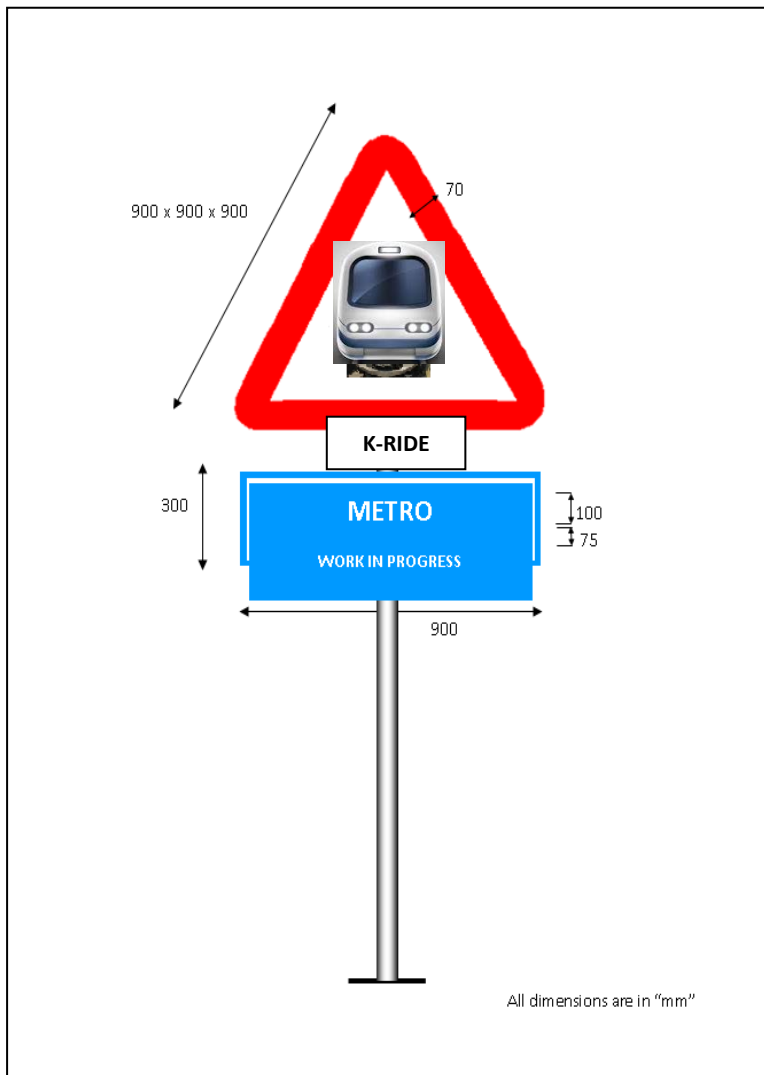 900 x 900 x 900
70
K-RIDE
300
METRO
100
75
WORK IN PROGRESS
900
All dimensions are in “mm”